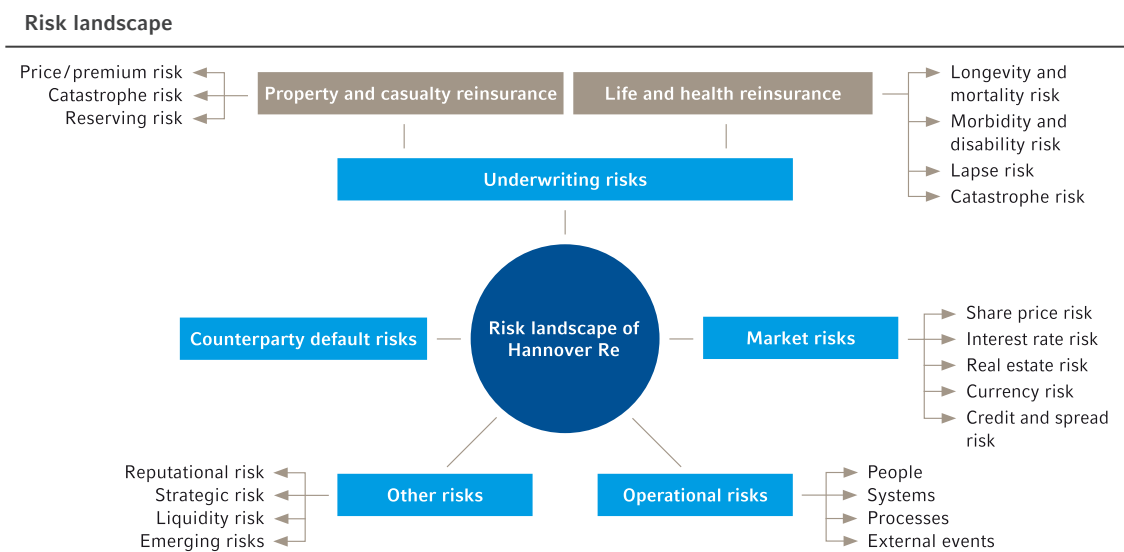 Risk landscape
Price/premium risk
Catastrophe risk
Reserving risk
Property and casualty reinsurance
Life and health reinsurance
Longevity and
mortality risk
Morbidity and
disability risk
Lapse risk
Catastrophe risk
Underwriting risks
Counterparty default risks
Risk landscape of
Hannover Re
Market risks
Share price risk
Interest rate risk
Real estate risk
Currency risk
Credit and spread
risk
Reputational risk
Strategic risk
Liquidity risk
Emerging risks
Other risks
Operational risks
People
Systems
Processes
External events